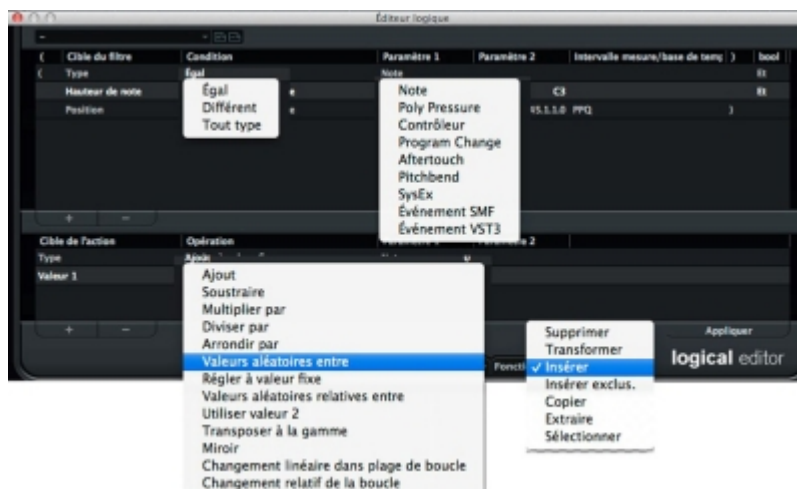 Éditeur logique
( Cible du filtre Condition Paramètre 1 Paramètre 2 Intervalle mesure/base de temp ) bool
( Type Égal Note Et
Hauteur de note C3 Et
Position PPQ )
Égal
Différent
Tout type
Note
Poly Pressure
Contrôleur
Program Change
Aftertouch
Pitchbend
SysEx
Événement SMF
Événement VST3
+ -
Cible de l'action Opération 2
Type
Valeur 1
Ajout
Soustraire
Multiplier par
Diviser par
Arrondir par
Valeurs aléatoires entre
Régler à valeur fixe
Valeurs aléatoires relatives entre
Utiliser valeur 2
Transposer à la gamme
Miroir
Changement linéaire dans plage de boucle
Changement relatif de la boucle
+ -
Supprimer
Transformer
✓ Insérer
Insérer exclus.
Copier
Extraire
Sélectionner
Appliquer
logical editor